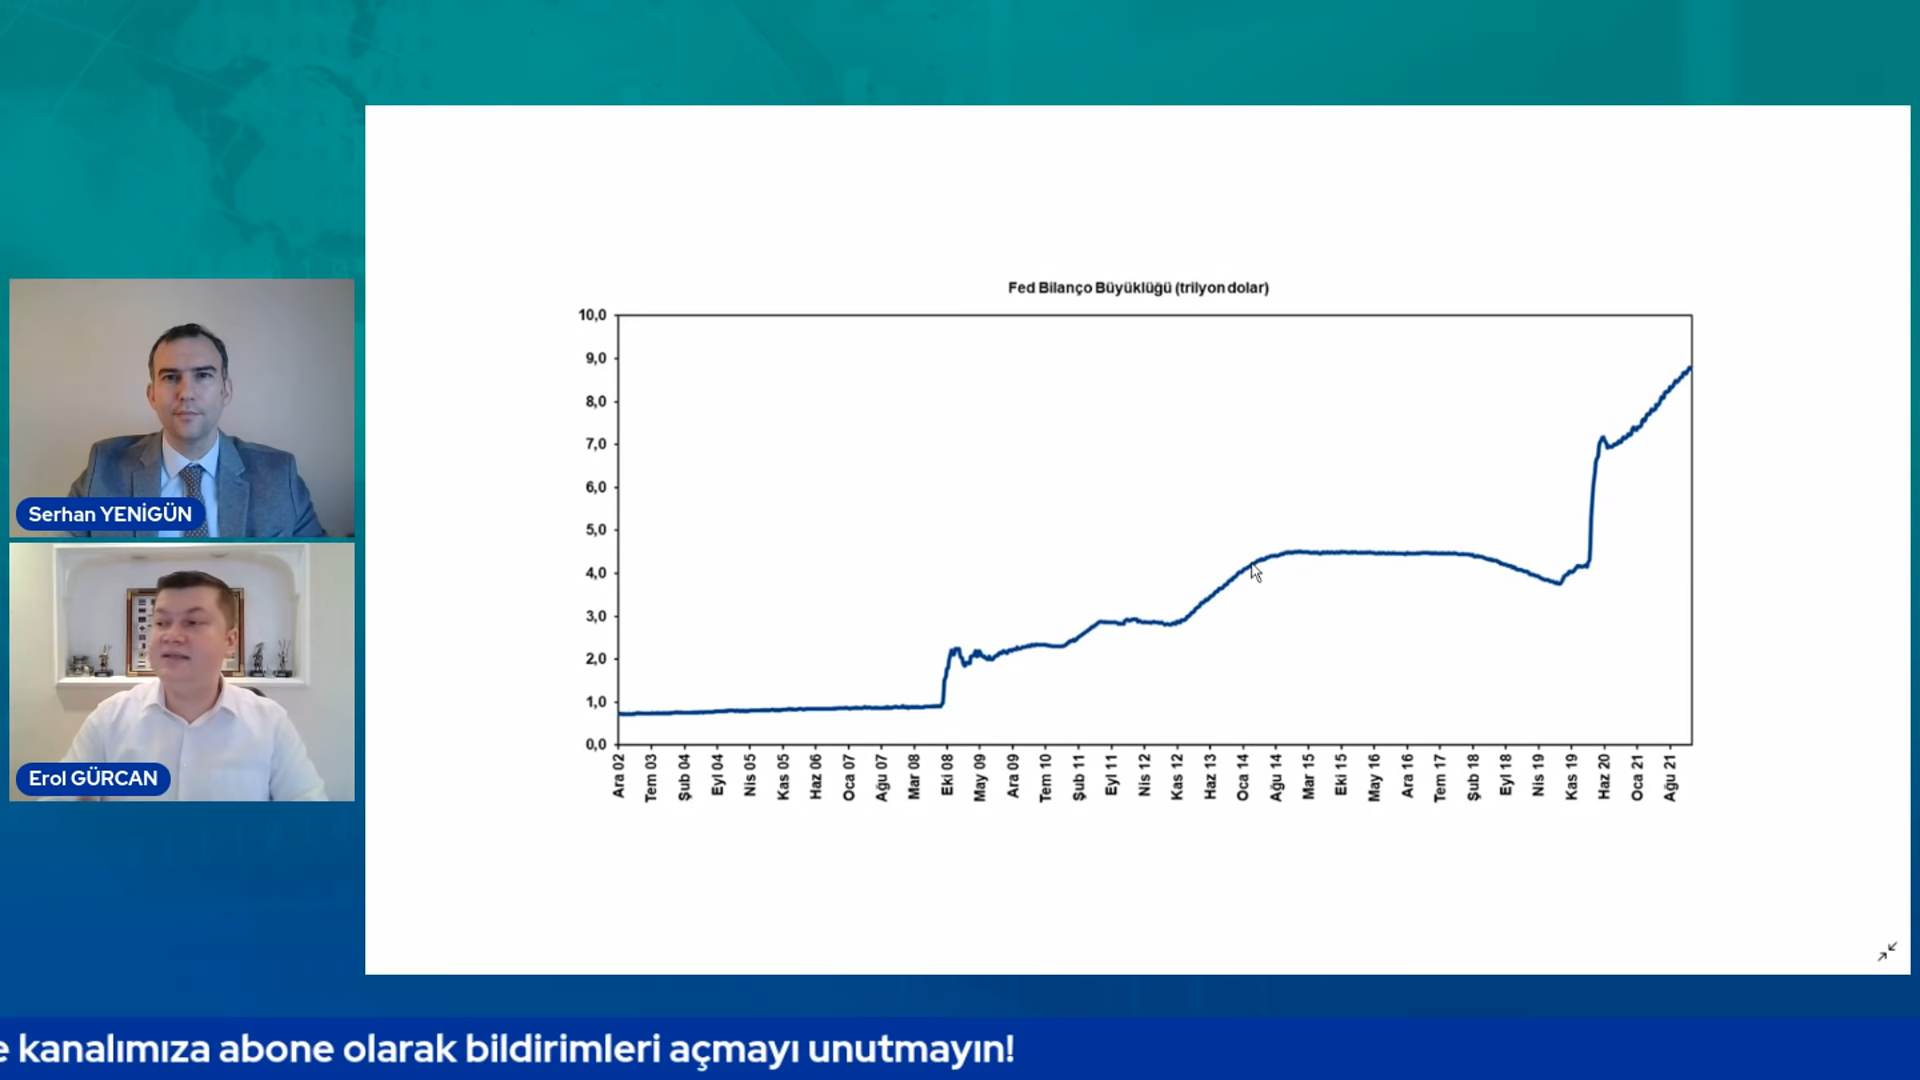 Fed Bilanço Büyüklüğü (trilyon dolar)
10,0
9,0
8,0
7,0
6,0
5,0
4,0
3,0
2,0
1,0
0,0
Ara 02
Tem 03
Şub 04
Eyl 04
Nis 05
Kas 05
Haz 06
Oca 07
Ağu 07
Mar 08
Eki 08
May 09
Ara 09
Tem 10
Şub 11
Eyl 11
Nis 12
Kas 12
Haz 13
Oca 14
Ağu 14
Mar 15
Eki 15
May 16
Ara 16
Tem 17
Şub 18
Eyl 18
Nis 19
Kas 19
Haz 20
Oca 21
Ağu 21
Serhan YENİGÜN
Erol GÜRCAN
e kanalımıza abone olarak bildirimleri açmayı unutmayın!